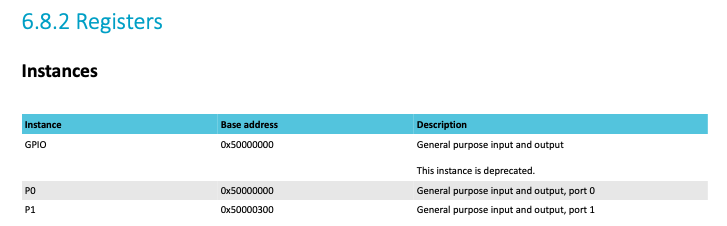 6.8.2 Registers
Instances
Instance Base address Description
GPIO 0x50000000 General purpose input and output
This instance is deprecated.
P0 0x50000000 General purpose input and output, port 0
P1 0x50000300 General purpose input and output, port 1